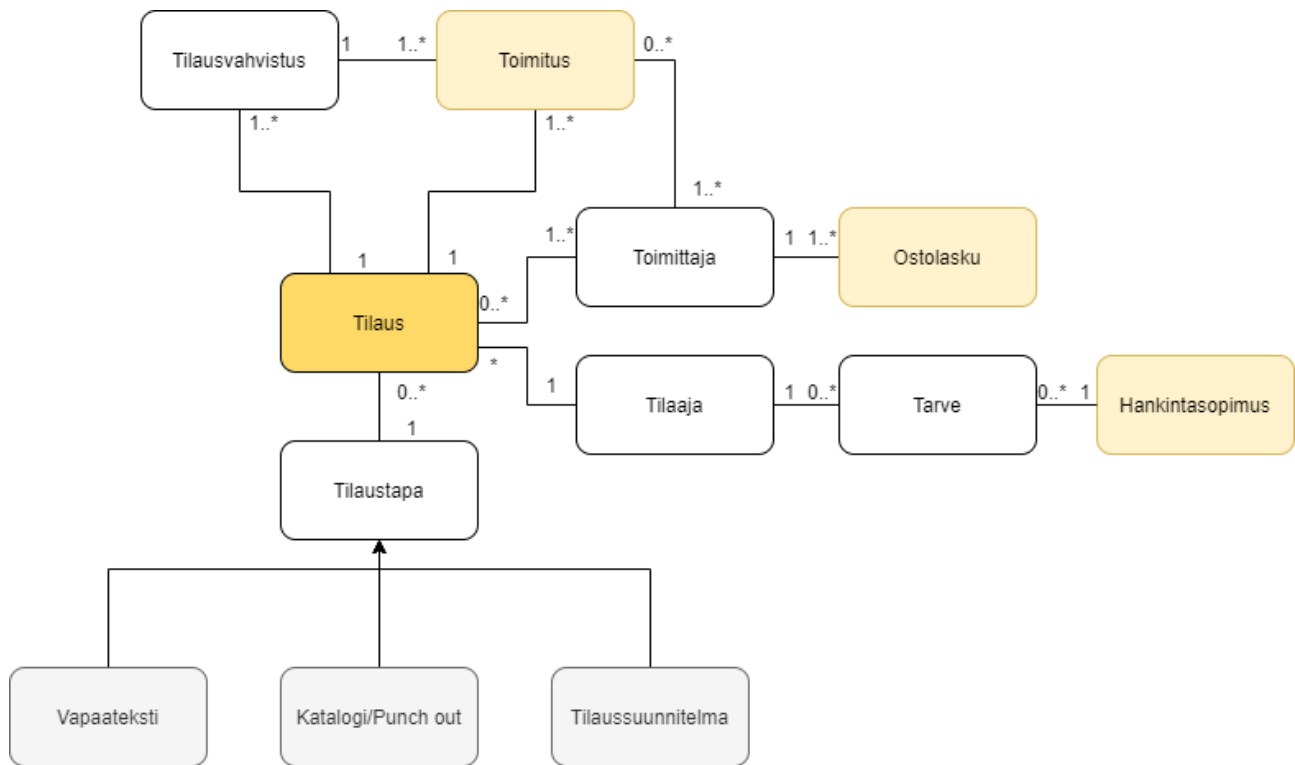 Tilausvahvistus
1
1..*
Toimitus
0..*
1..*
1..*
1..*
1..*
Toimittaja
1
1..*
Ostolasku
1
1
0..*
Tilaus
*
1
Tilaaja
1
0..*
Tarve
0..*
1
Hankintasopimus
0..*
1
Tilaustapa
Vapaateksti
Katalogi/Punch out
Tilaussuunnitelma